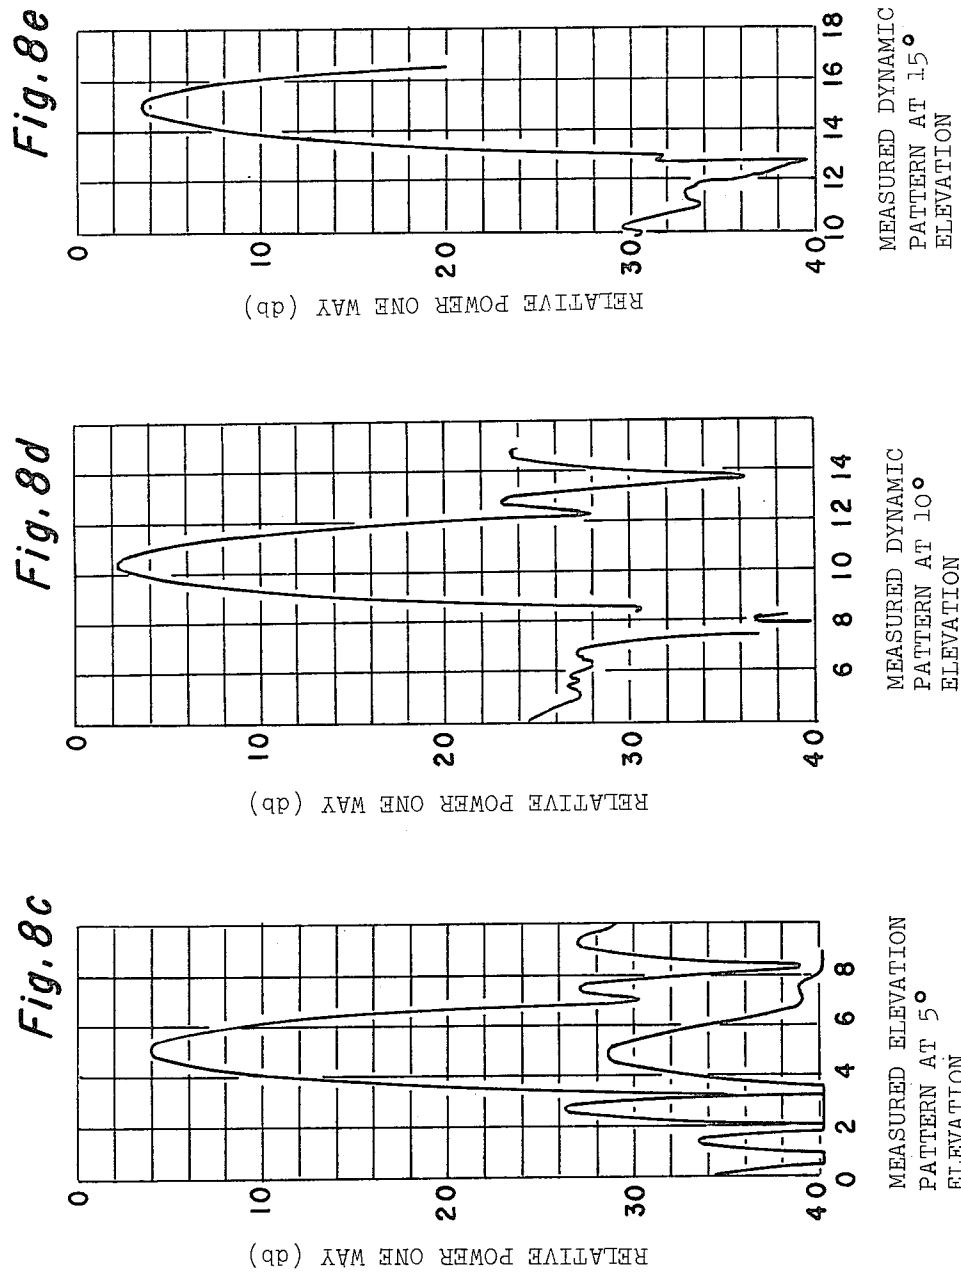 Fig.8c
RELATIVE POWER ONE WAY (db)
0
10
20
30
40
0 2 4 6 8
MEASURED ELEVATION
PATTERN AT 5°
ELEVATION
Fig.8d
RELATIVE POWER ONE WAY (db)
0
10
20
30
40
6 8 10 12 14
MEASURED DYNAMIC
PATTERN AT 10°
ELEVATION
Fig.8e
RELATIVE POWER ONE WAY (db)
0
10
20
30
40
10 12 14 16 18
MEASURED DYNAMIC
PATTERN AT 15°
ELEVATION